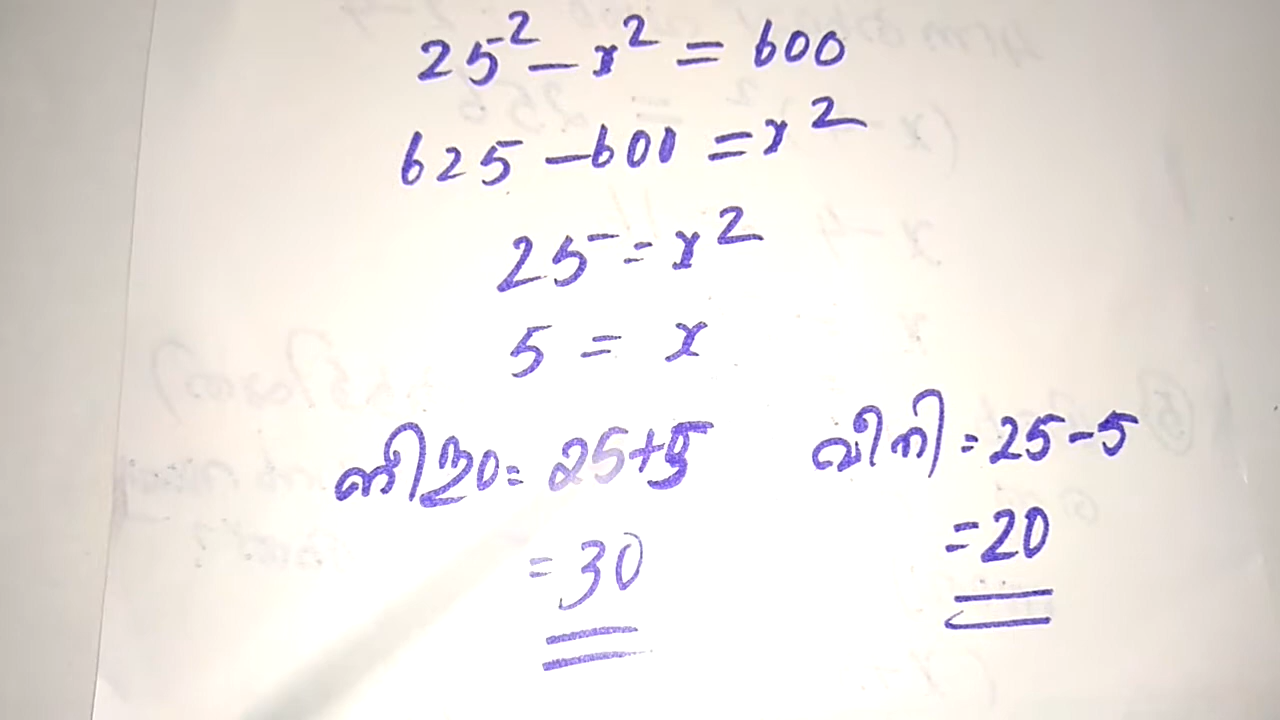 25² - x² = 600
625 - 600 = x²
25 = x²
5 = x
നീളം = 25+5 വീതി = 25-5
= 30 = 20